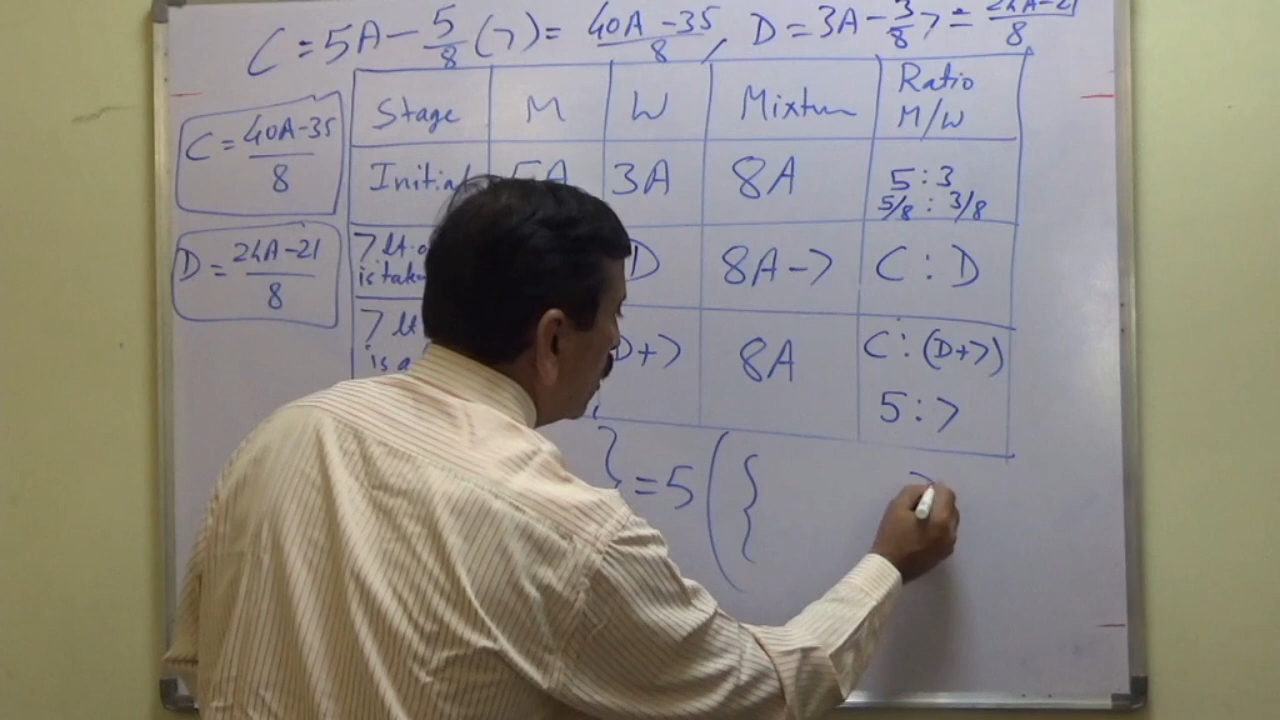 C = 5A - 5/8 (7) = 40A-35/8, D = 3A - 3/8 7 = 24A-21/8
Stage M W Mixture Ratio M/W
C = 40A-35/8
Initial 5A 3A 8A 5:3
5/8 : 3/8
D = 24A-21/8
7 lt
is D 8A-7 C : D
7 lt
is D+7 8A C : (D+7)
5 : 7
} = 5 ( {